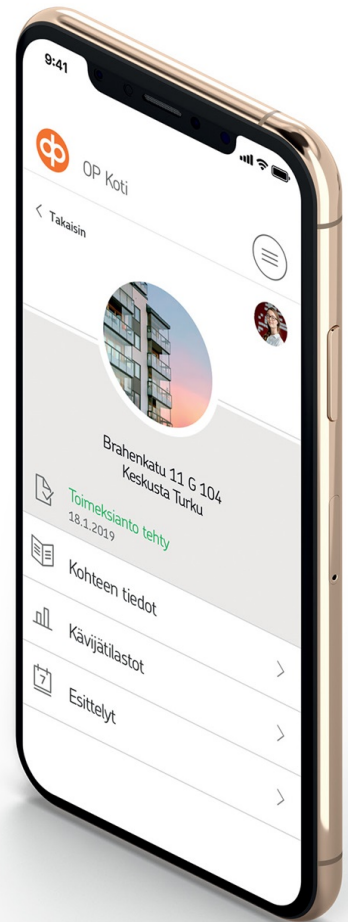 9:41
OP Koti
Takaisin
Brahenkatu 11 G 104
Keskusta Turku
Toimeksianto tehty
18.1.2019
Kohteen tiedot
Kävijätilastot
7
Esittelyt